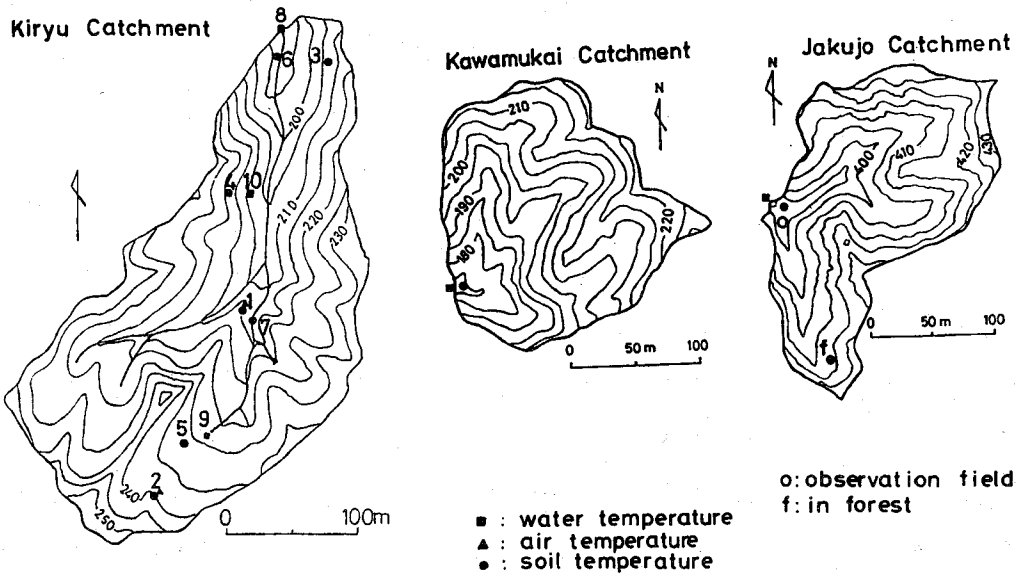 Kiryu Catchment
8
6
3
200
4
10
210
220
230
1
7
9
5
2
240
250
0
100m
Kawamukai Catchment
N
210
200
190
180
220
0
50m
100
Jakujo Catchment
N
400
410
420
430
o
f
0
50m
100
■ : water temperature
▲ : air temperature
● : soil temperature
o: observation field
f: in forest